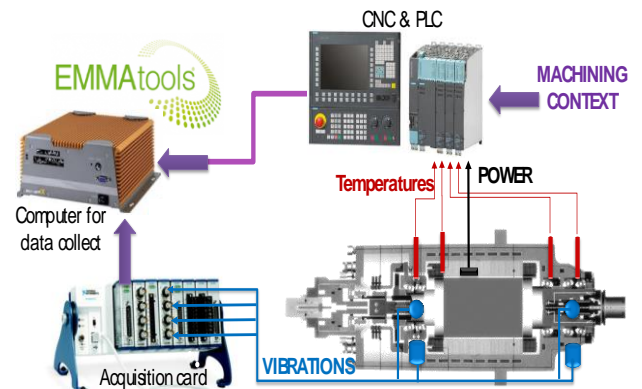 CNC & PLC
EMMAtools
MACHINING
CONTEXT
Temperatures
POWER
Computer for
data collect
VIBRATIONS
Acquisition card